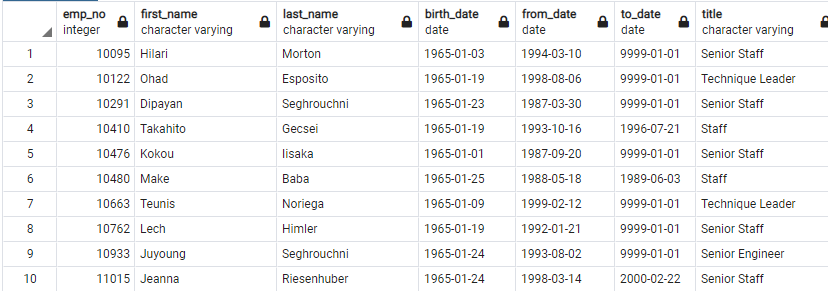 emp_no first_name last_name birth_date from_date to_date title
integer character varying character varying date date date character varying
1 10095 Hilari Morton 1965-01-03 1994-03-10 9999-01-01 Senior Staff
2 10122 Ohad Esposito 1965-01-19 1998-08-06 9999-01-01 Technique Leader
3 10291 Dipayan Seghrouchni 1965-01-23 1987-03-30 9999-01-01 Senior Staff
4 10410 Takahito Gecsei 1965-01-19 1993-10-16 1996-07-21 Staff
5 10476 Kokou Iisaka 1965-01-01 1987-09-20 9999-01-01 Senior Staff
6 10480 Make Baba 1965-01-25 1988-05-18 1989-06-03 Staff
7 10663 Teunis Noriega 1965-01-09 1999-02-12 9999-01-01 Technique Leader
8 10762 Lech Himler 1965-01-19 1992-01-21 9999-01-01 Senior Staff
9 10933 Juyoung Seghrouchni 1965-01-24 1993-08-02 9999-01-01 Senior Engineer
10 11015 Jeanna Riesenhuber 1965-01-24 1998-03-14 2000-02-22 Senior Staff